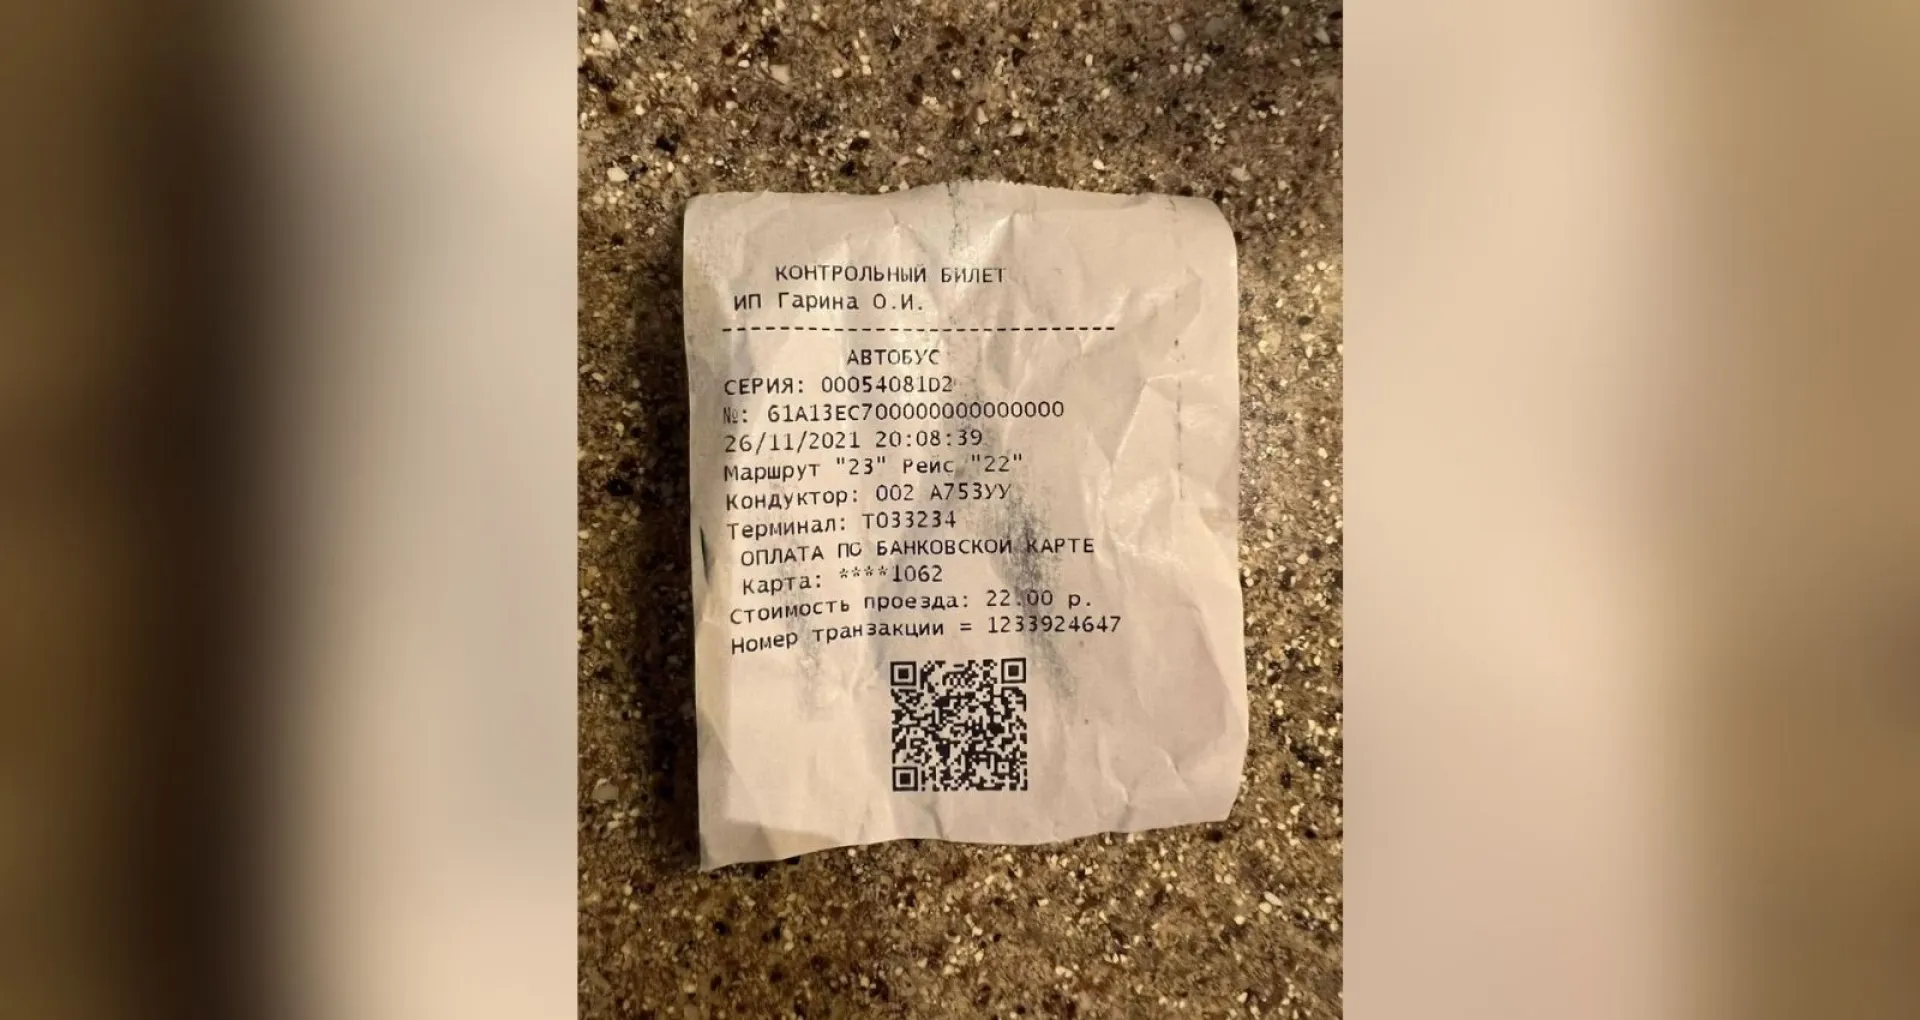 КОНТРОЛЬНЫЙ БИЛЕТ
ИП Гарина О.И.
----------------------------
АВТОБУС
СЕРИЯ: 00054081D2
№: 61A13EC700000000000000
26/11/2021 20:08:39
Маршрут "23" Рейс "22"
Кондуктор: 002 А753УУ
Терминал: Т033234
ОПЛАТА ПО БАНКОВСКОЙ КАРТЕ
Карта: ****1062
Стоимость проезда: 22.00 р.
Номер транзакции = 1233924647